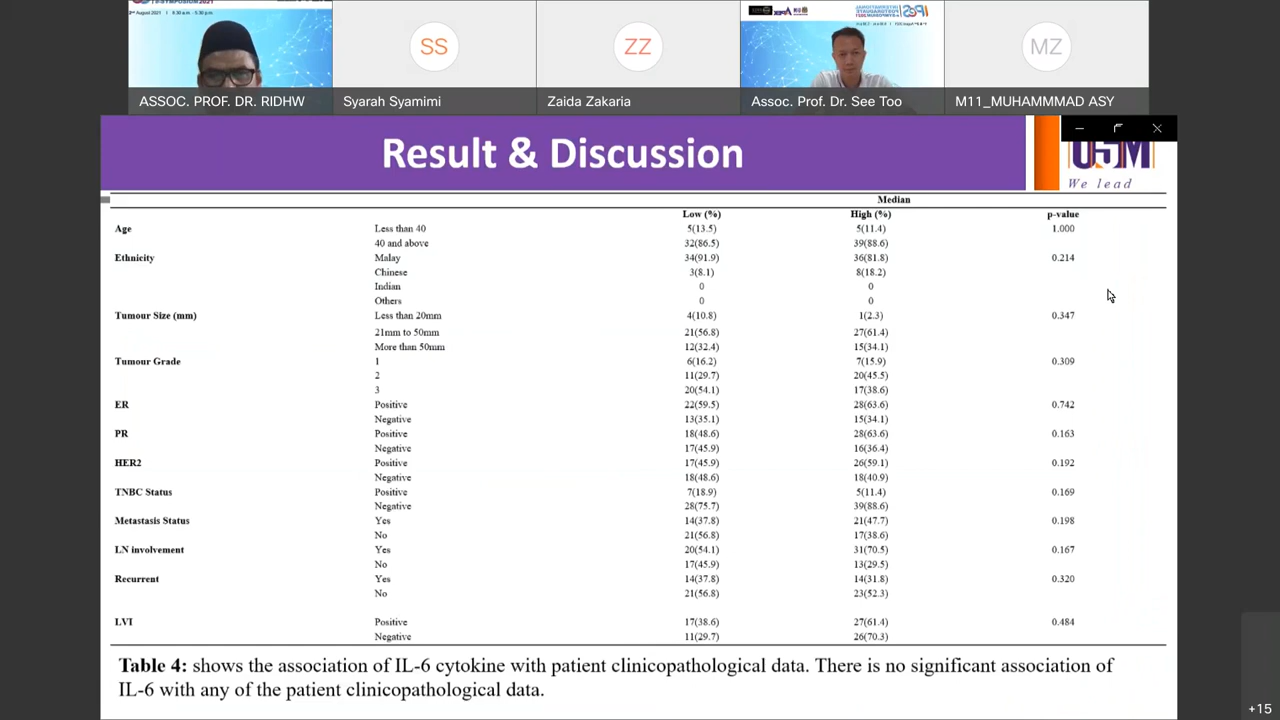 2nd August 2021 | 9.30 a.m - 5.30 p.m
SS
ZZ
MZ
ASSOC. PROF. DR. RIDHW
Syarah Syamimi
Zaida Zakaria
Assoc. Prof. Dr. See Too
M11_MUHAMMMAD ASY
Result & Discussion
USM
We lead
Median
Low (%) High (%) p-value
Age Less than 40 5(13.5) 5(11.4) 1.000
40 and above 32(86.5) 39(88.6)
Ethnicity Malay 34(91.9) 36(81.8) 0.214
Chinese 3(8.1) 8(18.2)
Indian 0 0
Others 0 0
Tumour Size (mm) Less than 20mm 4(10.8) 1(2.3) 0.347
21mm to 50mm 21(56.8) 27(61.4)
More than 50mm 12(32.4) 15(34.1)
Tumour Grade 1 6(16.2) 7(15.9) 0.309
2 11(29.7) 20(45.5)
3 20(54.1) 17(38.6)
ER Positive 22(59.5) 28(63.6) 0.742
Negative 13(35.1) 15(34.1)
PR Positive 18(48.6) 28(63.6) 0.163
Negative 17(45.9) 16(36.4)
HER2 Positive 17(45.9) 26(59.1) 0.192
Negative 18(48.6) 18(40.9)
TNBC Status Positive 7(18.9) 5(11.4) 0.169
Negative 28(75.7) 39(88.6)
Metastasis Status Yes 14(37.8) 21(47.7) 0.198
No 21(56.8) 17(38.6)
LN involvement Yes 20(54.1) 31(70.5) 0.167
No 17(45.9) 13(29.5)
Recurrent Yes 14(37.8) 14(31.8) 0.320
No 21(56.8) 23(52.3)
LVI Positive 17(38.6) 27(61.4) 0.484
Negative 11(29.7) 26(70.3)
Table 4: shows the association of IL-6 cytokine with patient clinicopathological data. There is no significant association of
IL-6 with any of the patient clinicopathological data.
+15